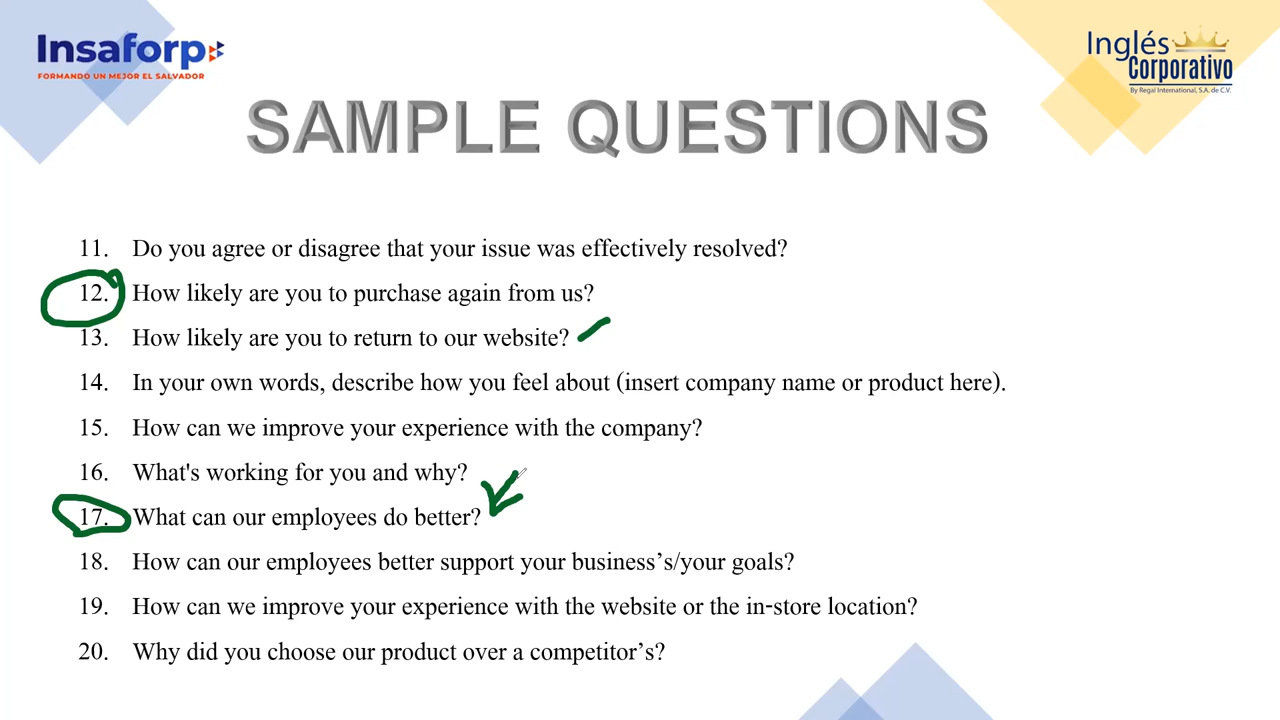 Insaforp
FORMANDO UN MEJOR EL SALVADOR
Inglés
Corporativo
By Regal International, S.A. de C.V.
SAMPLE QUESTIONS
11. Do you agree or disagree that your issue was effectively resolved?
12. How likely are you to purchase again from us?
13. How likely are you to return to our website?
14. In your own words, describe how you feel about (insert company name or product here).
15. How can we improve your experience with the company?
16. What's working for you and why?
17. What can our employees do better?
18. How can our employees better support your business’s/your goals?
19. How can we improve your experience with the website or the in-store location?
20. Why did you choose our product over a competitor’s?